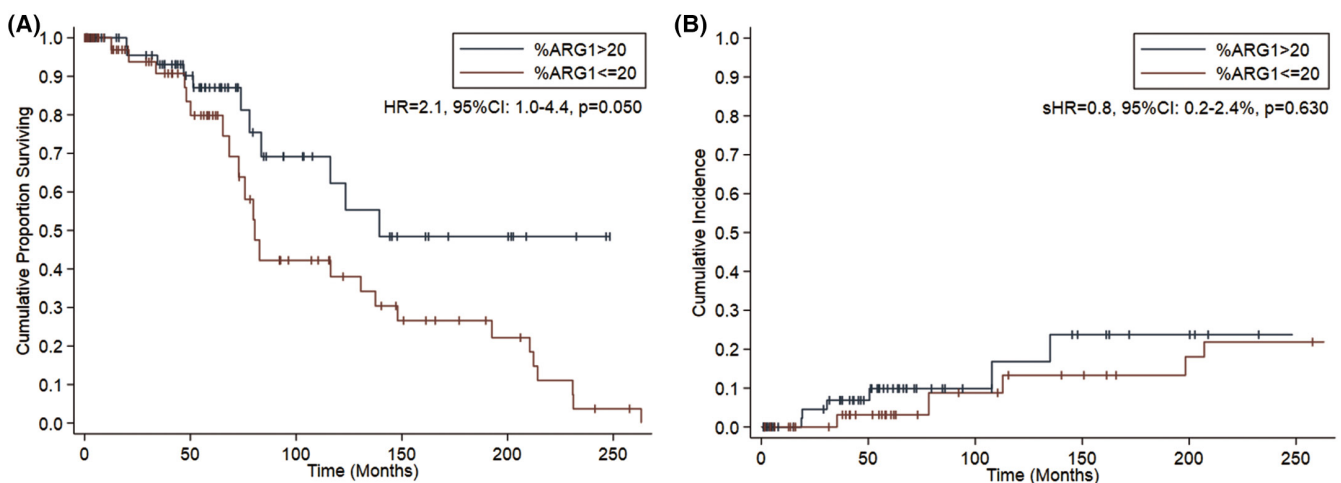 (A)
1.0
0.9
0.8
0.7
0.6
0.5
0.4
0.3
0.2
0.1
0.0
Cumulative Proportion Surviving
%ARG1>20
%ARG1<=20
HR=2.1, 95%CI: 1.0-4.4, p=0.050
0 50 100 150 200 250
Time (Months)
(B)
1.0
0.9
0.8
0.7
0.6
0.5
0.4
0.3
0.2
0.1
0.0
Cumulative Incidence
%ARG1>20
%ARG1<=20
sHR=0.8, 95%CI: 0.2-2.4%, p=0.630
0 50 100 150 200 250
Time (Months)